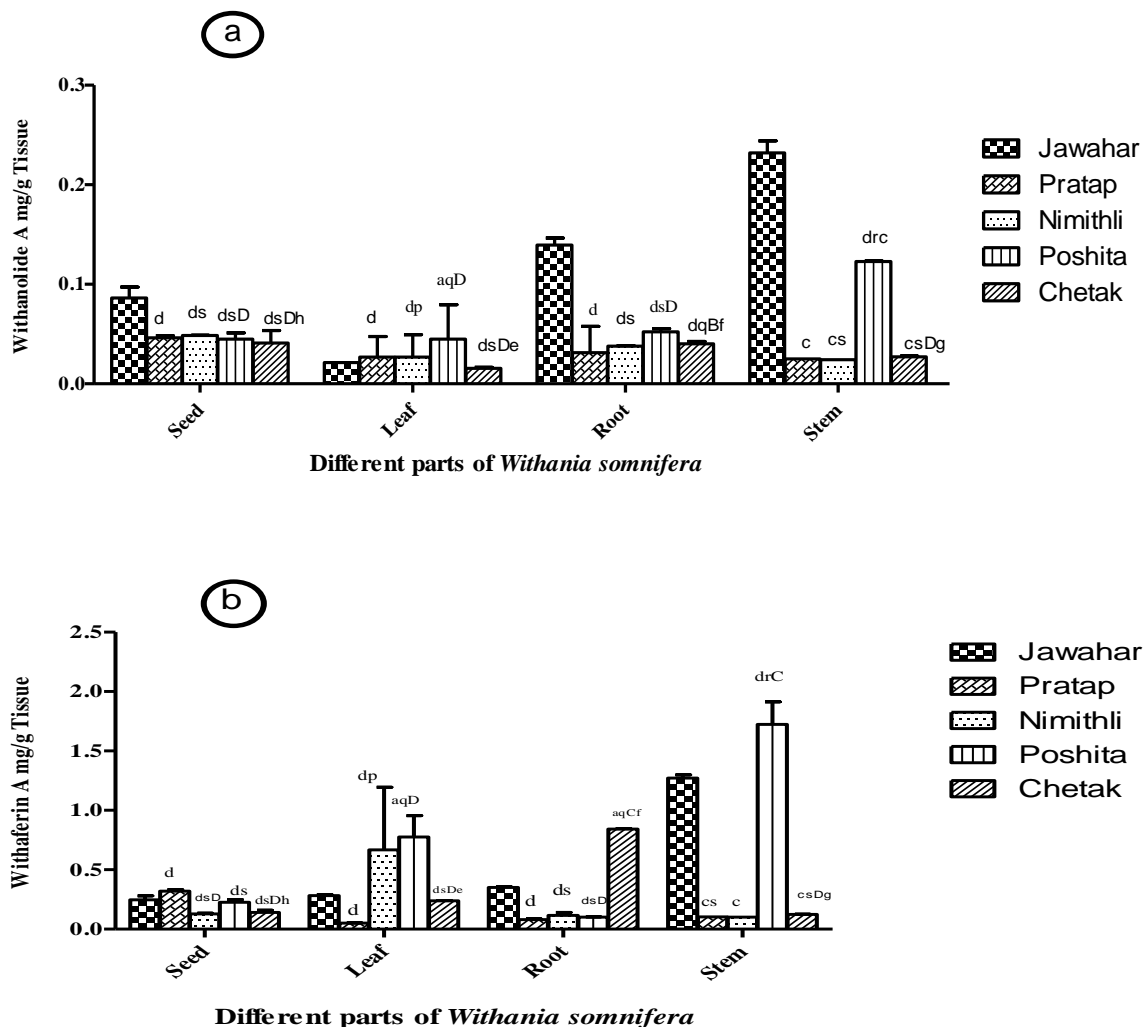 a
Withanolide A mg/g Tissue
0.3
0.2
0.1
0.0
d ds dsD dsDh
d dp aqD dsDe
d ds dsD dqBf
c cs drc csDg
Seed Leaf Root Stem
Different parts of Withania somnifera
Jawahar
Pratap
Nimithli
Poshita
Chetak
b
Withaferin A mg/g Tissue
2.5
2.0
1.5
1.0
0.5
0.0
d dsD ds dsDh
d dp aqD dsDe
d ds dsD aqCf
cs c drC csDg
Seed Leaf Root Stem
Different parts of Withania somnifera
Jawahar
Pratap
Nimithli
Poshita
Chetak